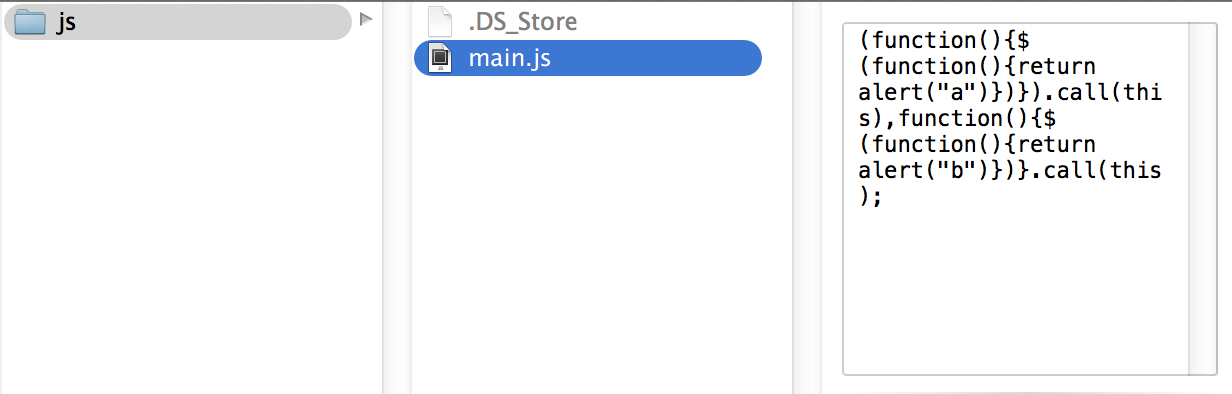 js
.DS_Store
main.js
(function(){$
(function(){return
alert("a")})}).call(thi
s),function(){$
(function(){return
alert("b")})}.call(this
);